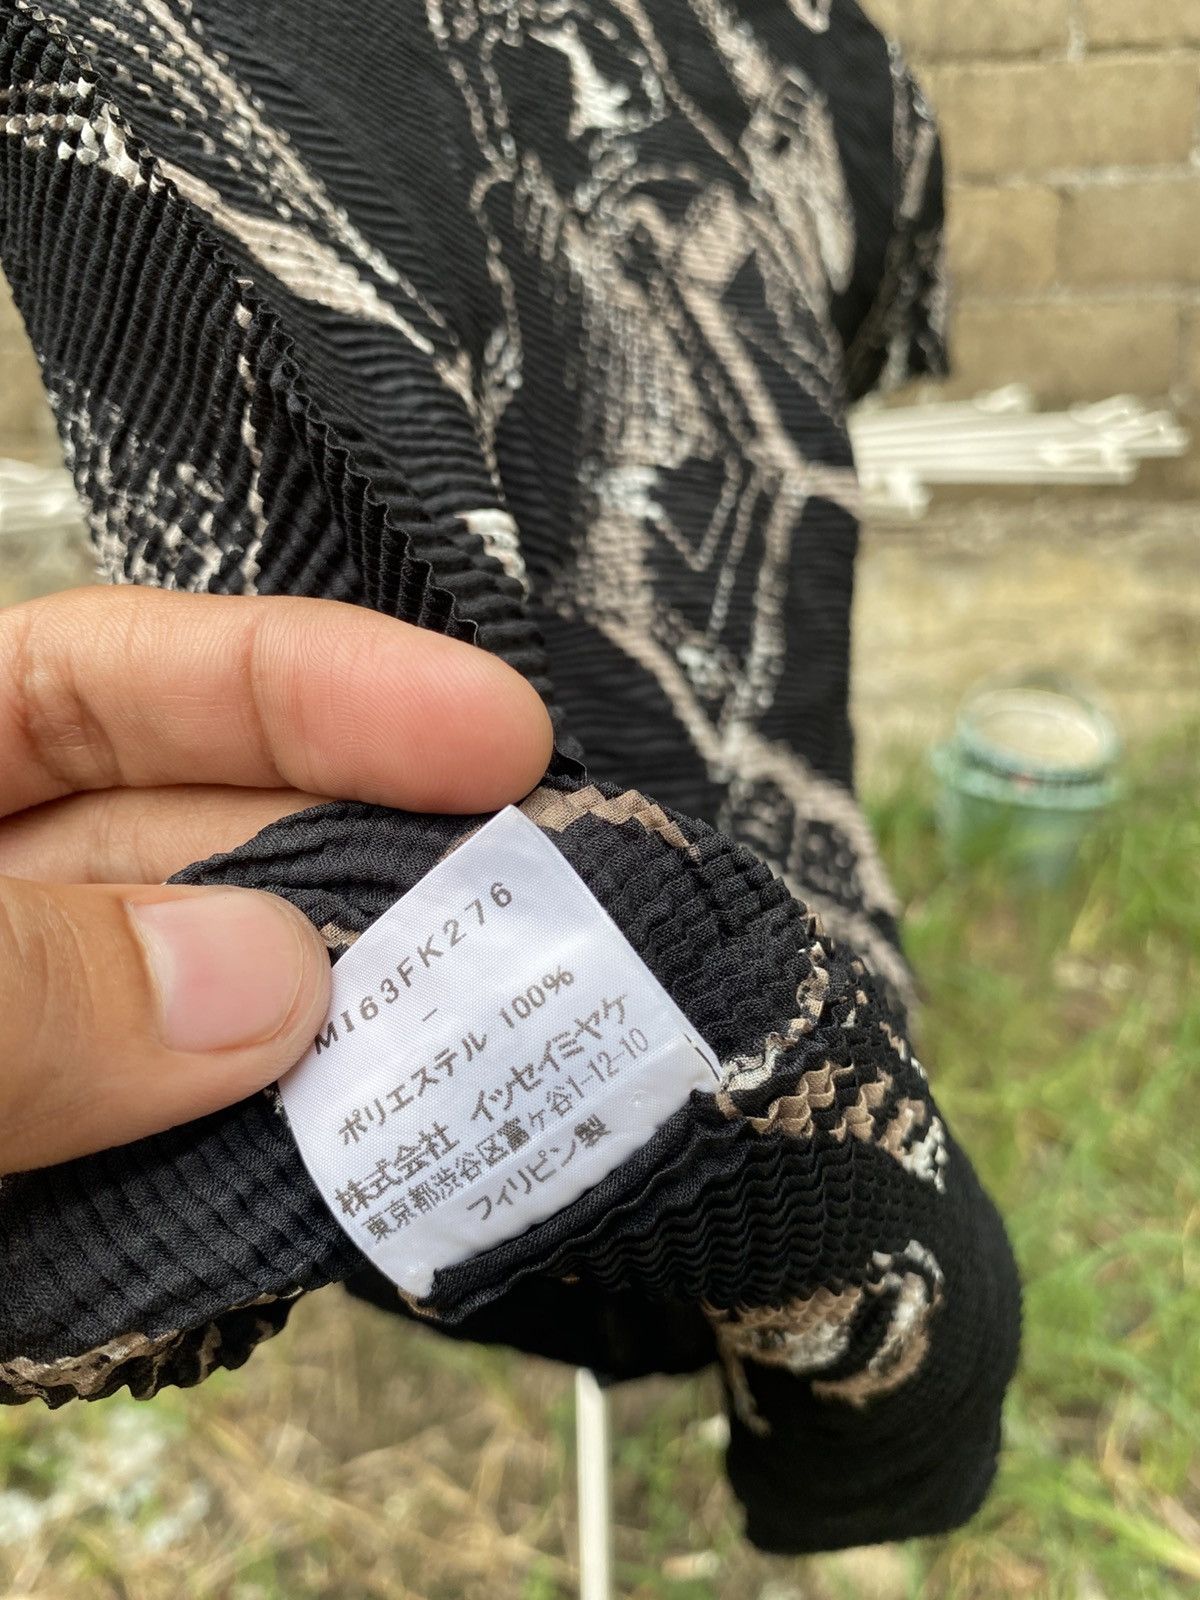 MI63FK276
-
ポリエステル 100%
株式会社 イッセイミヤケ
東京都渋谷区富ヶ谷1-12-10
フィリピン製